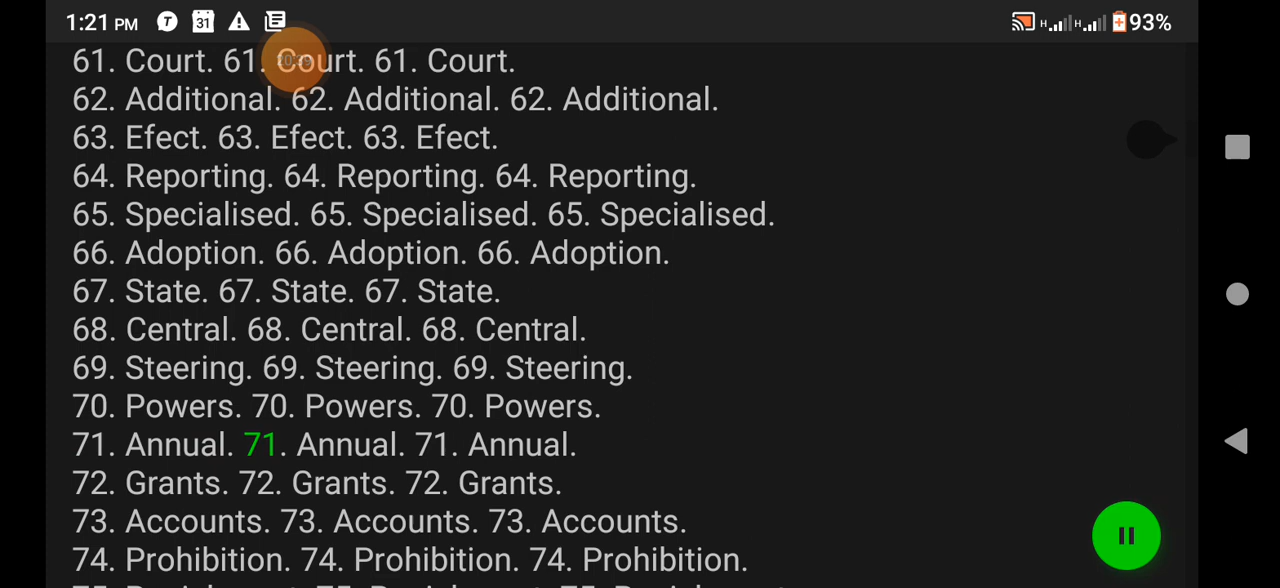 1:21 PM 31 H H 93%
61. Court. 61. Court. 61. Court.
62. Additional. 62. Additional. 62. Additional.
63. Efect. 63. Efect. 63. Efect.
64. Reporting. 64. Reporting. 64. Reporting.
65. Specialised. 65. Specialised. 65. Specialised.
66. Adoption. 66. Adoption. 66. Adoption.
67. State. 67. State. 67. State.
68. Central. 68. Central. 68. Central.
69. Steering. 69. Steering. 69. Steering.
70. Powers. 70. Powers. 70. Powers.
71. Annual. 71. Annual. 71. Annual.
72. Grants. 72. Grants. 72. Grants.
73. Accounts. 73. Accounts. 73. Accounts.
74. Prohibition. 74. Prohibition. 74. Prohibition.